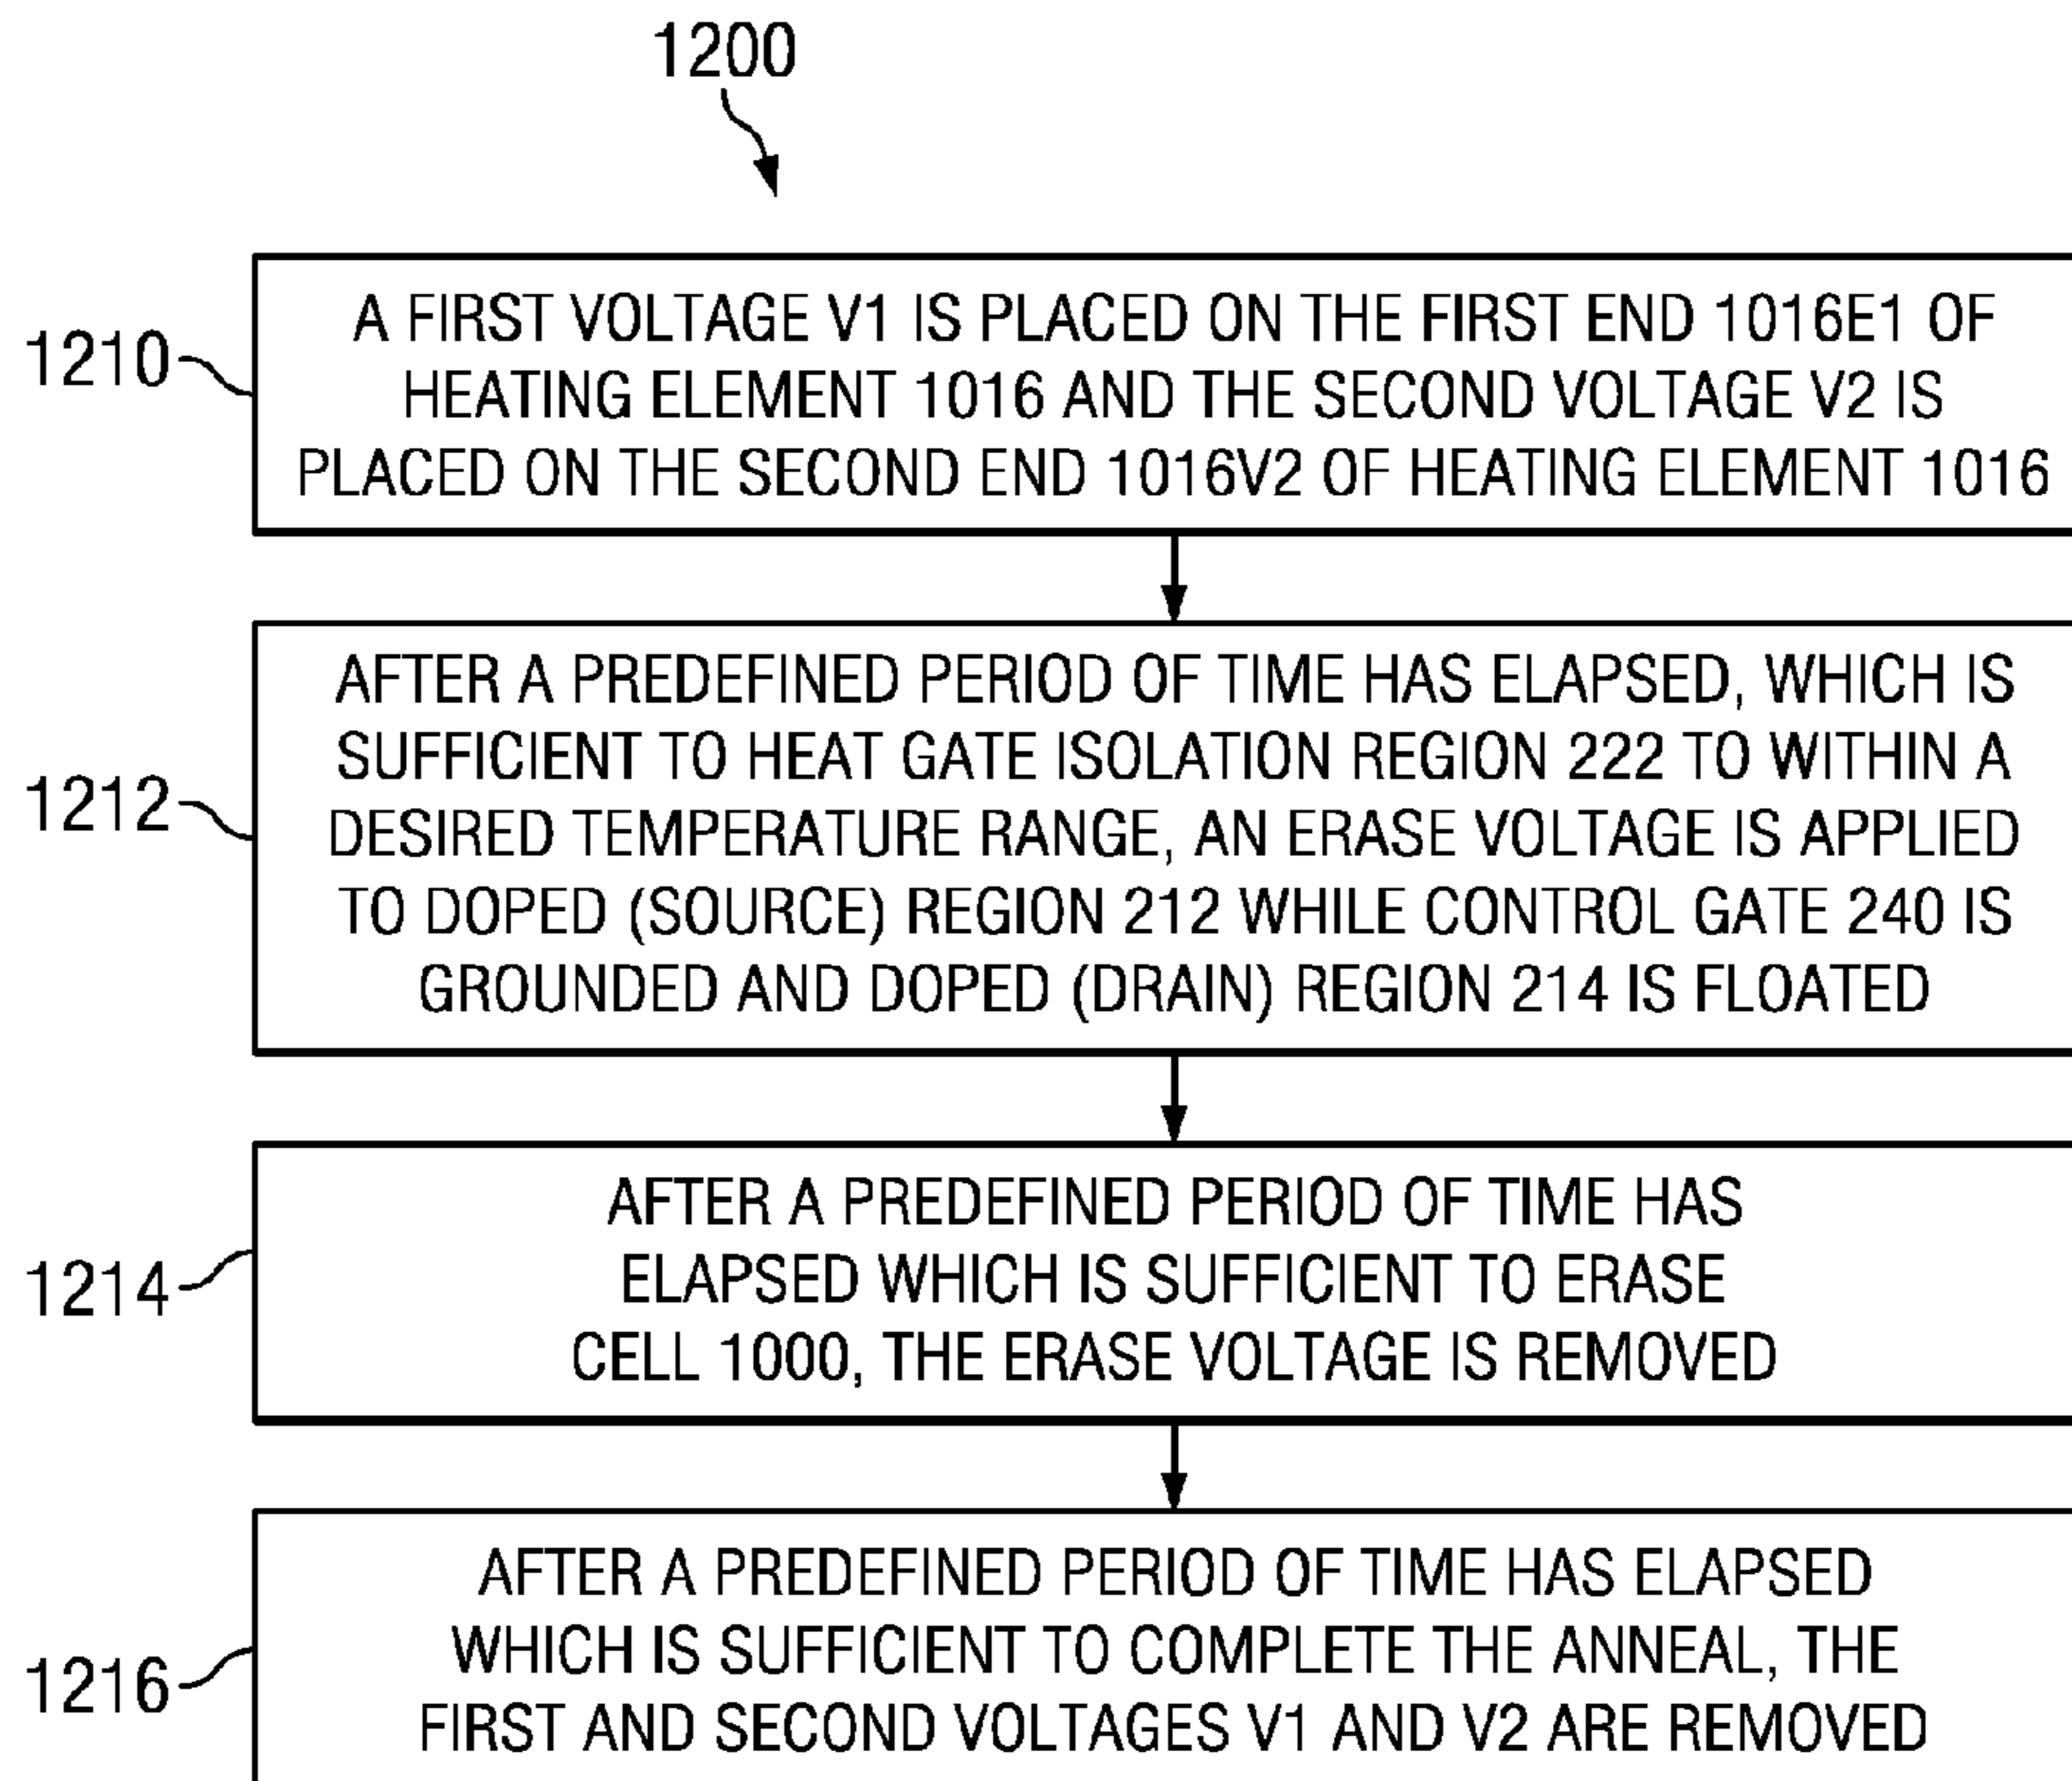 1200
1210
A FIRST VOLTAGE V1 IS PLACED ON THE FIRST END 1016E1 OF
HEATING ELEMENT 1016 AND THE SECOND VOLTAGE V2 IS
PLACED ON THE SECOND END 1016V2 OF HEATING ELEMENT 1016
1212
AFTER A PREDEFINED PERIOD OF TIME HAS ELAPSED, WHICH IS
SUFFICIENT TO HEAT GATE ISOLATION REGION 222 TO WITHIN A
DESIRED TEMPERATURE RANGE, AN ERASE VOLTAGE IS APPLIED
TO DOPED (SOURCE) REGION 212 WHILE CONTROL GATE 240 IS
GROUNDED AND DOPED (DRAIN) REGION 214 IS FLOATED
1214
AFTER A PREDEFINED PERIOD OF TIME HAS
ELAPSED WHICH IS SUFFICIENT TO ERASE
CELL 1000, THE ERASE VOLTAGE IS REMOVED
1216
AFTER A PREDEFINED PERIOD OF TIME HAS ELAPSED
WHICH IS SUFFICIENT TO COMPLETE THE ANNEAL, THE
FIRST AND SECOND VOLTAGES V1 AND V2 ARE REMOVED